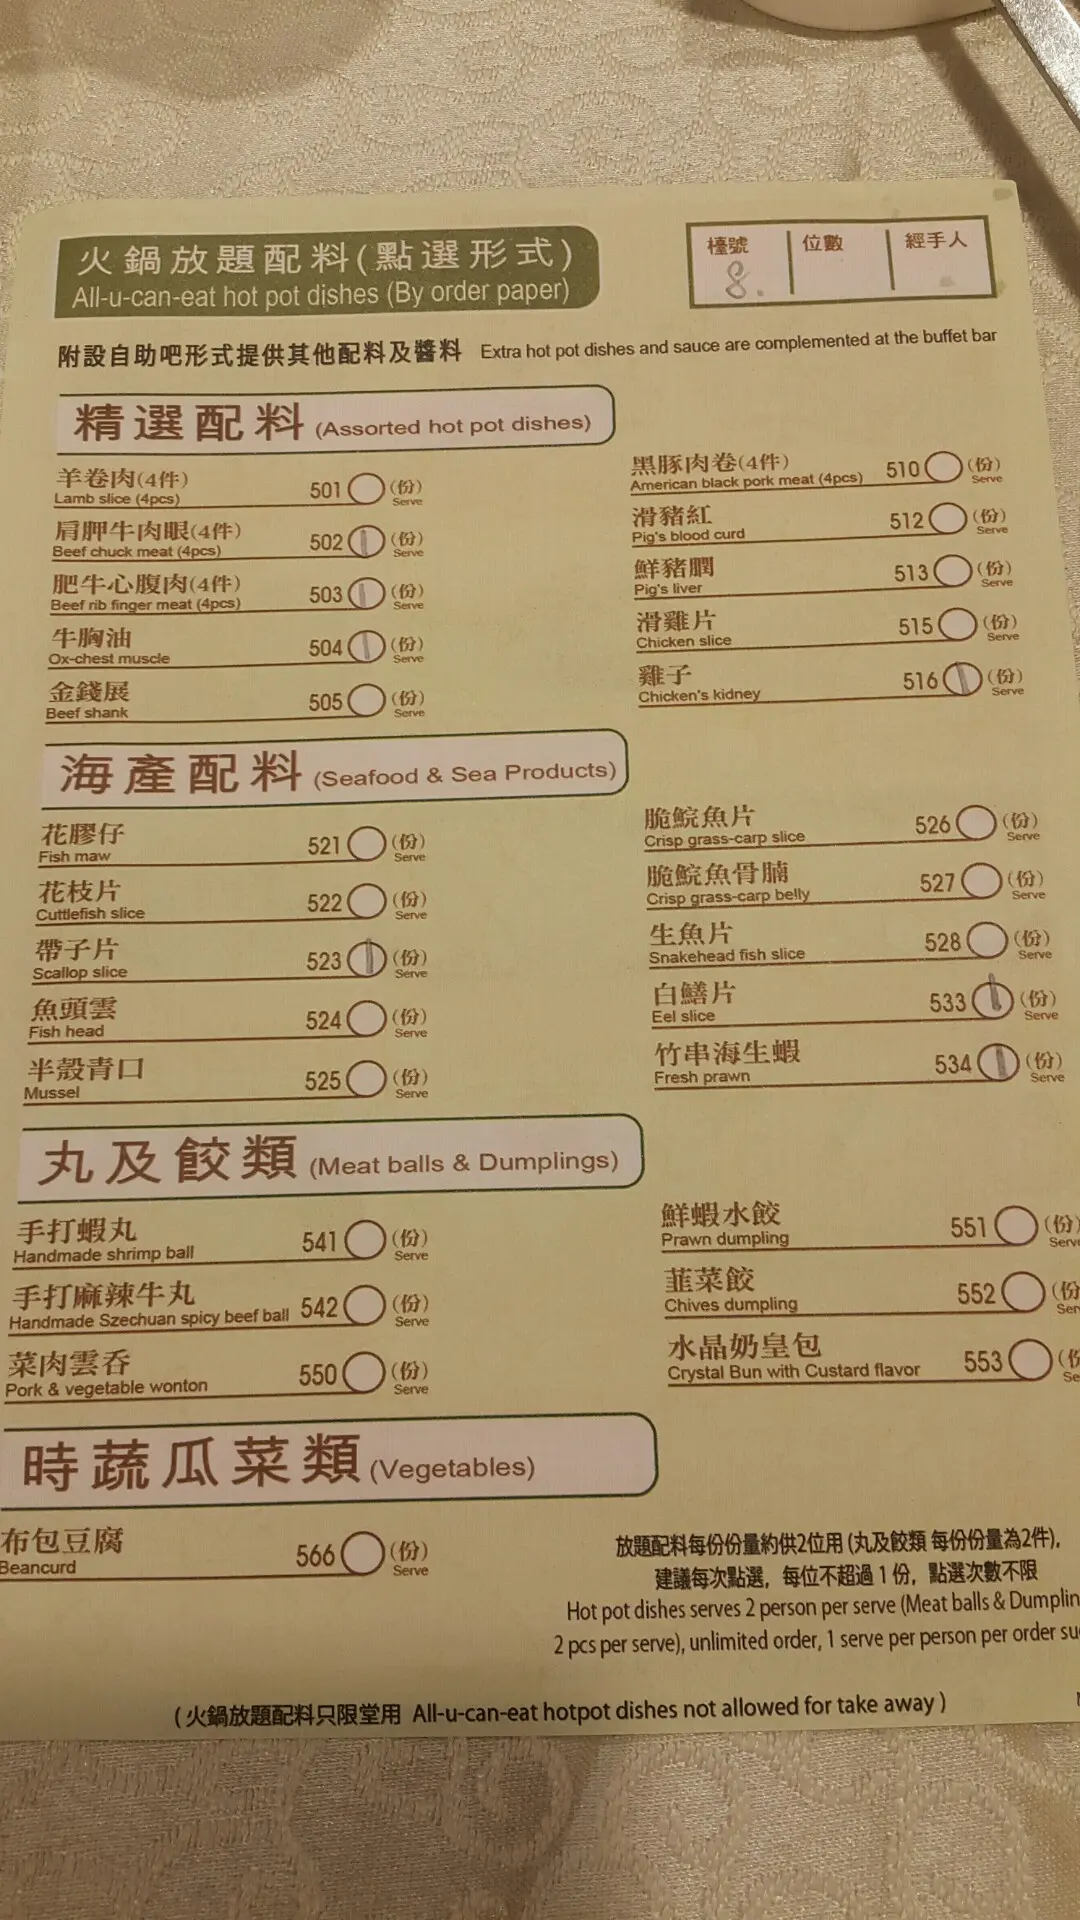 火鍋放題配料(點選形式)
All-u-can-eat hot pot dishes (By order paper)
檯號 位數 經手人
8.
附設自助吧形式提供其他配料及醬料 Extra hot pot dishes and sauce are complemented at the buffet bar
精選配料 (Assorted hot pot dishes)
羊卷肉(4件) 501 (份)
Lamb slice (4pcs) Serve
肩胛牛肉眼(4件) 502 (份)
Beef chuck meat (4pcs) Serve
肥牛心腹肉(4件) 503 (份)
Beef rib finger meat (4pcs) Serve
牛胸油 504 (份)
Ox-chest muscle Serve
金錢展 505 (份)
Beef shank Serve
黑豚肉卷(4件) 510 (份)
American black pork meat (4pcs) Serve
滑豬紅 512 (份)
Pig's blood curd Serve
鮮豬膶 513 (份)
Pig's liver Serve
滑雞片 515 (份)
Chicken slice Serve
雞子 516 (份)
Chicken's kidney Serve
海產配料 (Seafood & Sea Products)
花膠仔 521 (份)
Fish maw Serve
花枝片 522 (份)
Cuttlefish slice Serve
帶子片 523 (份)
Scallop slice Serve
魚頭雲 524 (份)
Fish head Serve
半殼青口 525 (份)
Mussel Serve
脆鯇魚片 526 (份)
Crisp grass-carp slice Serve
脆鯇魚骨腩 527 (份)
Crisp grass-carp belly Serve
生魚片 528 (份)
Snakehead fish slice Serve
白鱔片 533 (份)
Eel slice Serve
竹串海生蝦 534 (份)
Fresh prawn Serve
丸及餃類 (Meat balls & Dumplings)
手打蝦丸 541 (份)
Handmade shrimp ball Serve
手打麻辣牛丸 542 (份)
Handmade Szechuan spicy beef ball Serve
菜肉雲吞 550 (份)
Pork & vegetable wonton Serve
鮮蝦水餃 551 (份)
Prawn dumpling Serve
韮菜餃 552 (份
Chives dumpling Ser
水晶奶皇包 553 (份
Crystal Bun with Custard flavor Se
時蔬瓜菜類 (Vegetables)
布包豆腐 566 (份)
Beancurd Serve
放題配料每份份量約供2位用 (丸及餃類 每份份量為2件),
建議每次點選, 每位不超過 1 份, 點選次數不限
Hot pot dishes serves 2 person per serve (Meat balls & Dumplin
2 pcs per serve), unlimited order, 1 serve per person per order su
(火鍋放題配料只限堂用 All-u-can-eat hotpot dishes not allowed for take away)